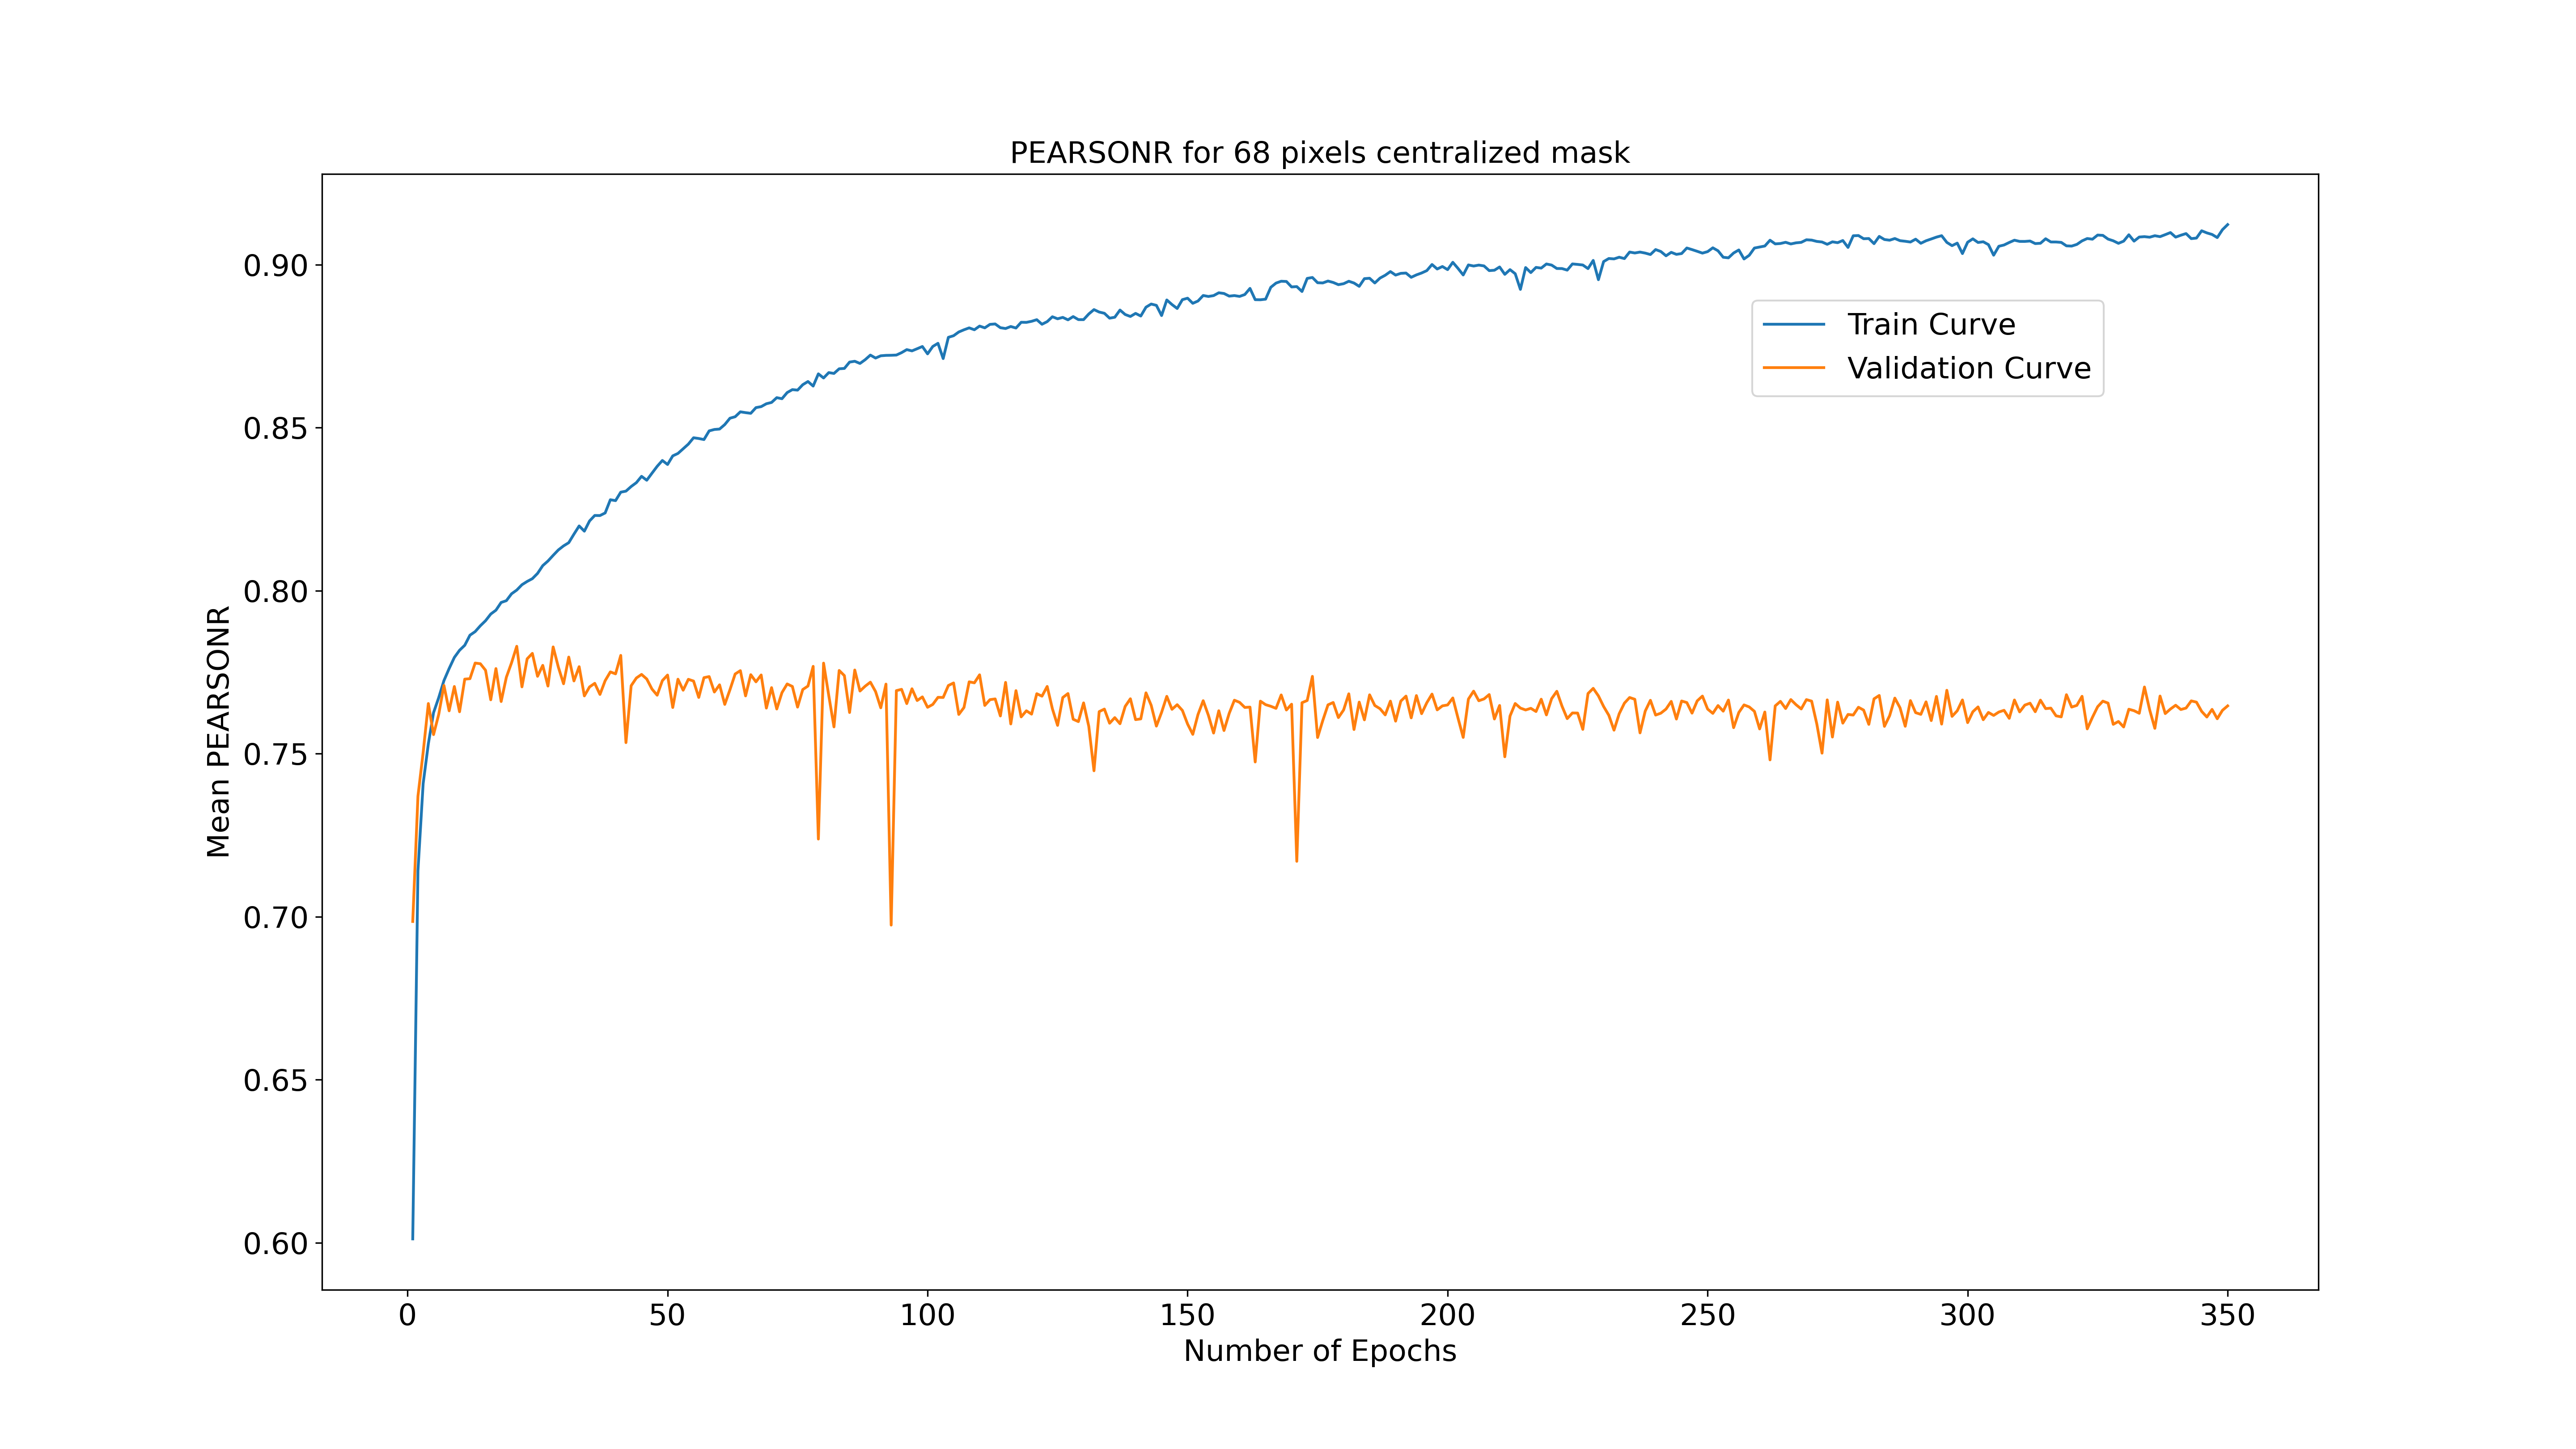 PEARSONR for 68 pixels centralized mask
0.90
0.85
0.80
0.75
0.70
0.65
0.60
Mean PEARSONR
Train Curve
Validation Curve
0 50 100 150 200 250 300 350
Number of Epochs